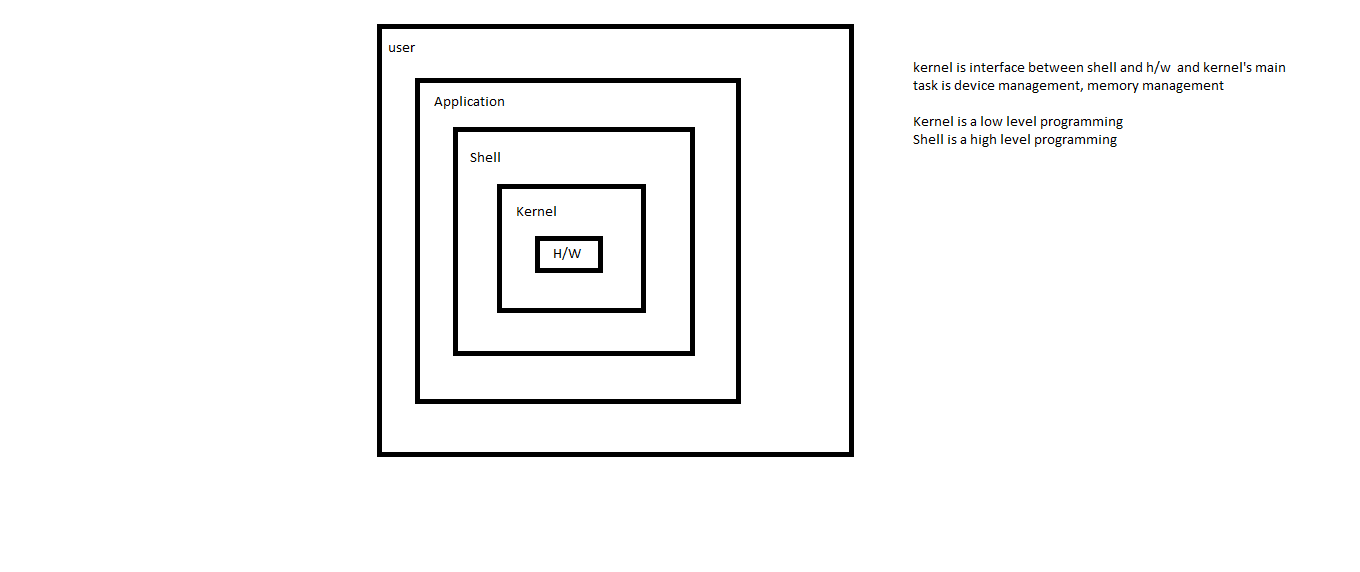 user
Application
Shell
Kernel
H/W
kernel is interface between shell and h/w  and kernel's main
task is device management, memory management
Kernel is a low level programming
Shell is a high level programming